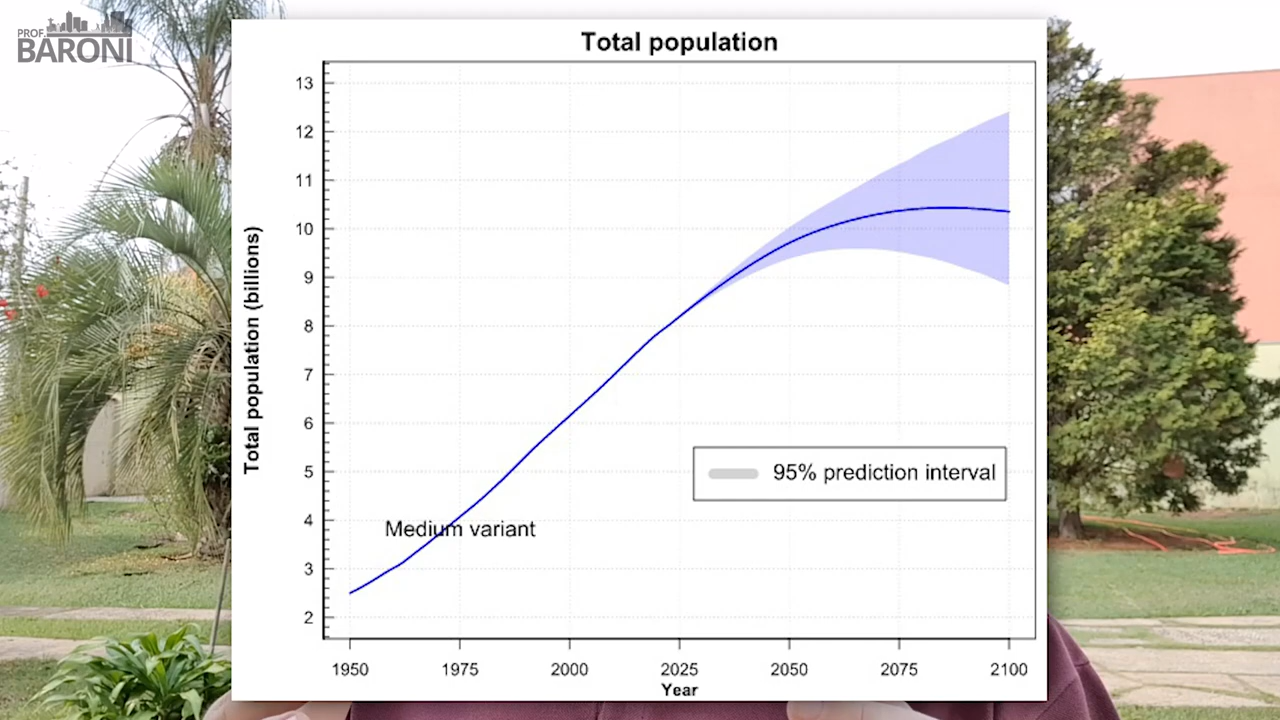 PROF.
BARONI
Total population
13
12
11
10
9
8
7
6
5
4
3
2
Total population (billions)
95% prediction interval
Medium variant
1950 1975 2000 2025 2050 2075 2100
Year